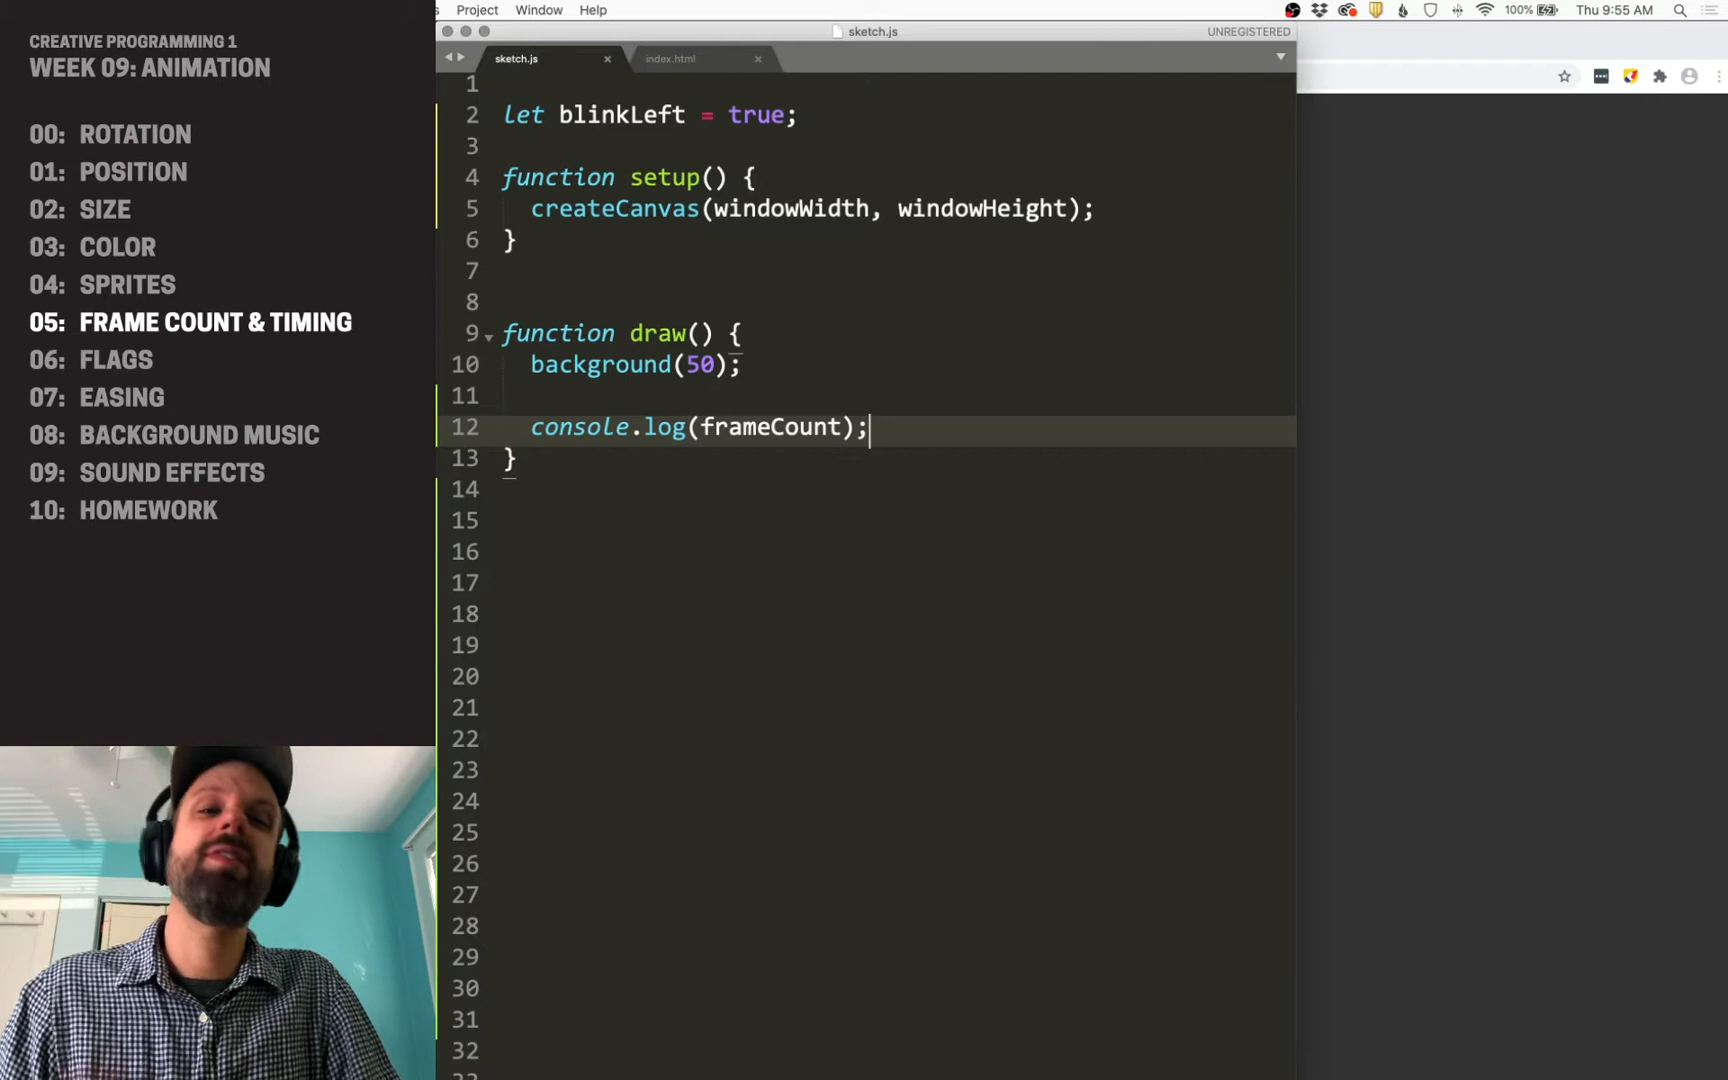 Project Window Help
100% Thu 9:55 AM
CREATIVE PROGRAMMING 1
WEEK 09: ANIMATION
00: ROTATION
01: POSITION
02: SIZE
03: COLOR
04: SPRITES
05: FRAME COUNT & TIMING
06: FLAGS
07: EASING
08: BACKGROUND MUSIC
09: SOUND EFFECTS
10: HOMEWORK
sketch.js
UNREGISTERED
sketch.js
index.html
1
2 let blinkLeft = true;
3
4 function setup() {
5 createCanvas(windowWidth, windowHeight);
6 }
7
8
9 function draw() {
10 background(50);
11
12 console.log(frameCount);
13 }
14
15
16
17
18
19
20
21
22
23
24
25
26
27
28
29
30
31
32